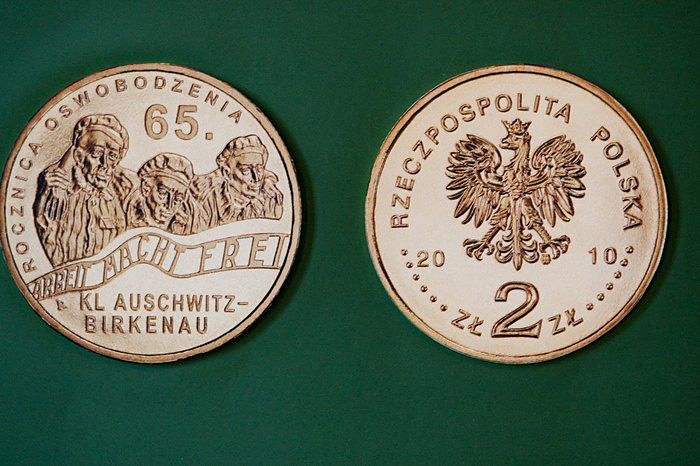 65.
ROCZNICA OSWOBODZENIA
ARBEIT MACHT FREI
KL AUSCHWITZ-
BIRKENAU
RZECZPOSPOLITA POLSKA
20 10
ZŁ 2 ZŁ